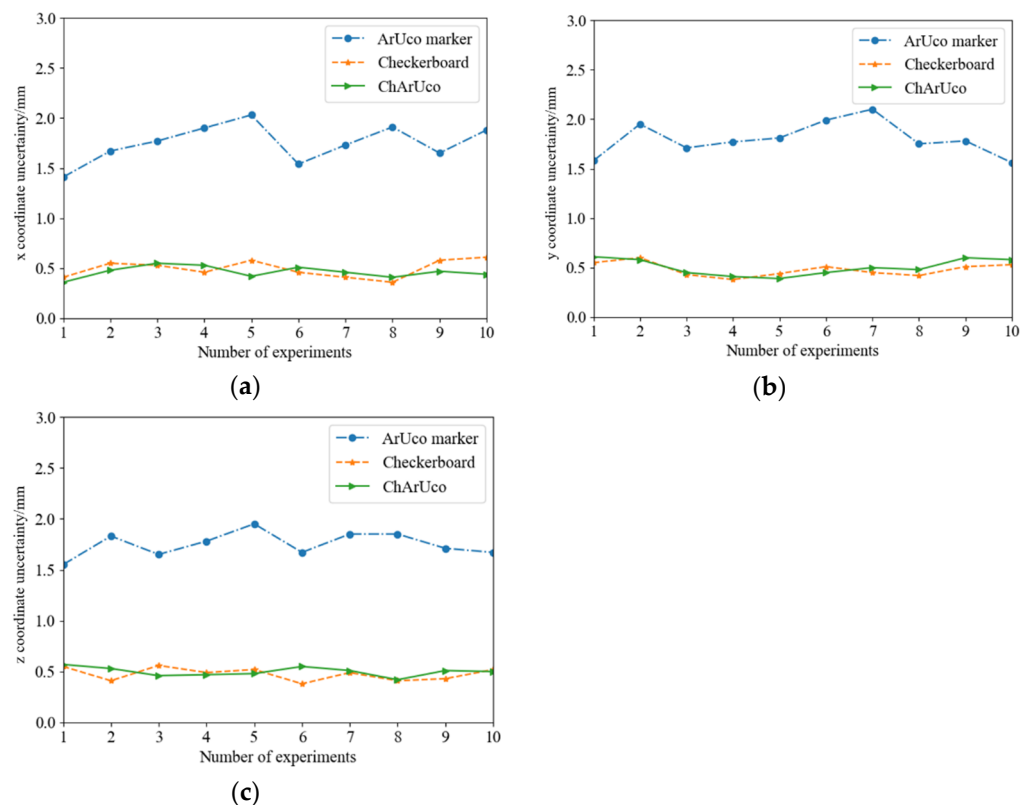 3.0
2.5
2.0
1.5
1.0
0.5
0.0
x coordinate uncertainty/mm
ArUco marker
Checkerboard
ChArUco
1 2 3 4 5 6 7 8 9 10
Number of experiments
(a)
3.0
2.5
2.0
1.5
1.0
0.5
0.0
y coordinate uncertainty/mm
ArUco marker
Checkerboard
ChArUco
1 2 3 4 5 6 7 8 9 10
Number of experiments
(b)
3.0
2.5
2.0
1.5
1.0
0.5
0.0
z coordinate uncertainty/mm
ArUco marker
Checkerboard
ChArUco
1 2 3 4 5 6 7 8 9 10
Number of experiments
(c)